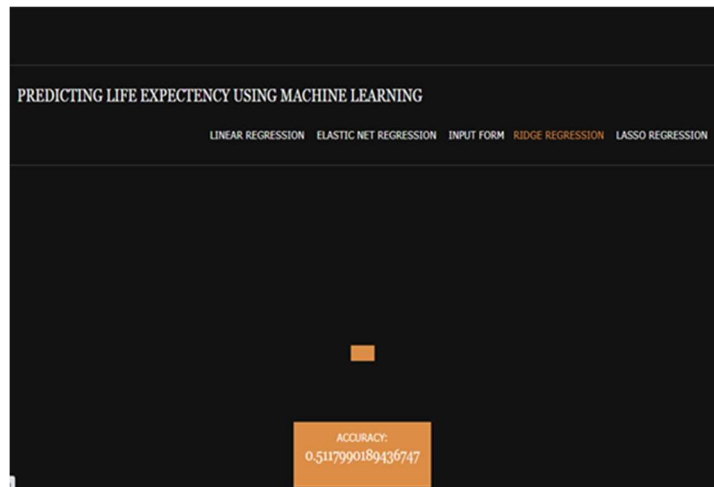 PREDICTING LIFE EXPECTENCY USING MACHINE LEARNING
LINEAR REGRESSION ELASTIC NET REGRESSION INPUT FORM RIDGE REGRESSION LASSO REGRESSION
ACCURACY:
0.5117990189436747